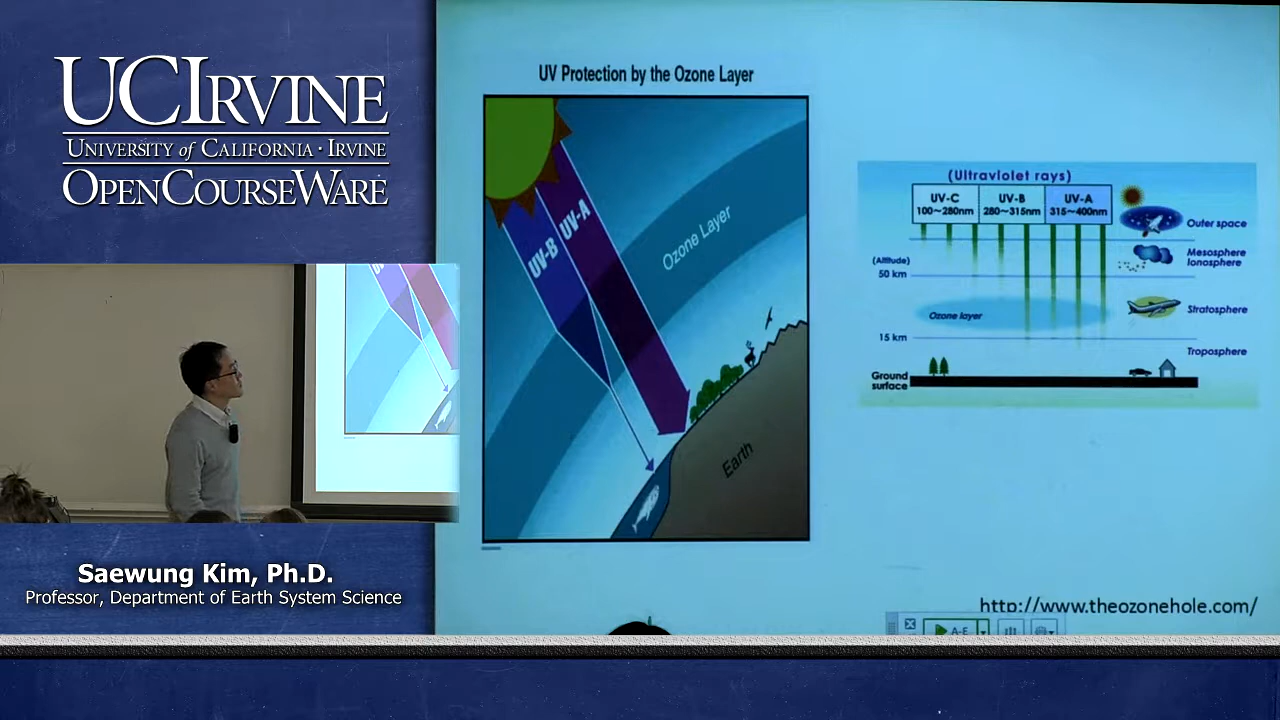 UCIRVINE
UNIVERSITY of CALIFORNIA · IRVINE
OPENCOURSEWARE
Saewung Kim, Ph.D.
Professor, Department of Earth System Science
UV Protection by the Ozone Layer
UV-B
UV-A
Ozone Layer
Earth
(Ultraviolet rays)
UV-C
100~280nm
UV-B
280~315nm
UV-A
315~400nm
Outer space
Mesosphere
Ionosphere
(Altitude)
50 km
Ozone layer
Stratosphere
15 km
Troposphere
Ground
surface
http://www.theozonehole.com/
A-E